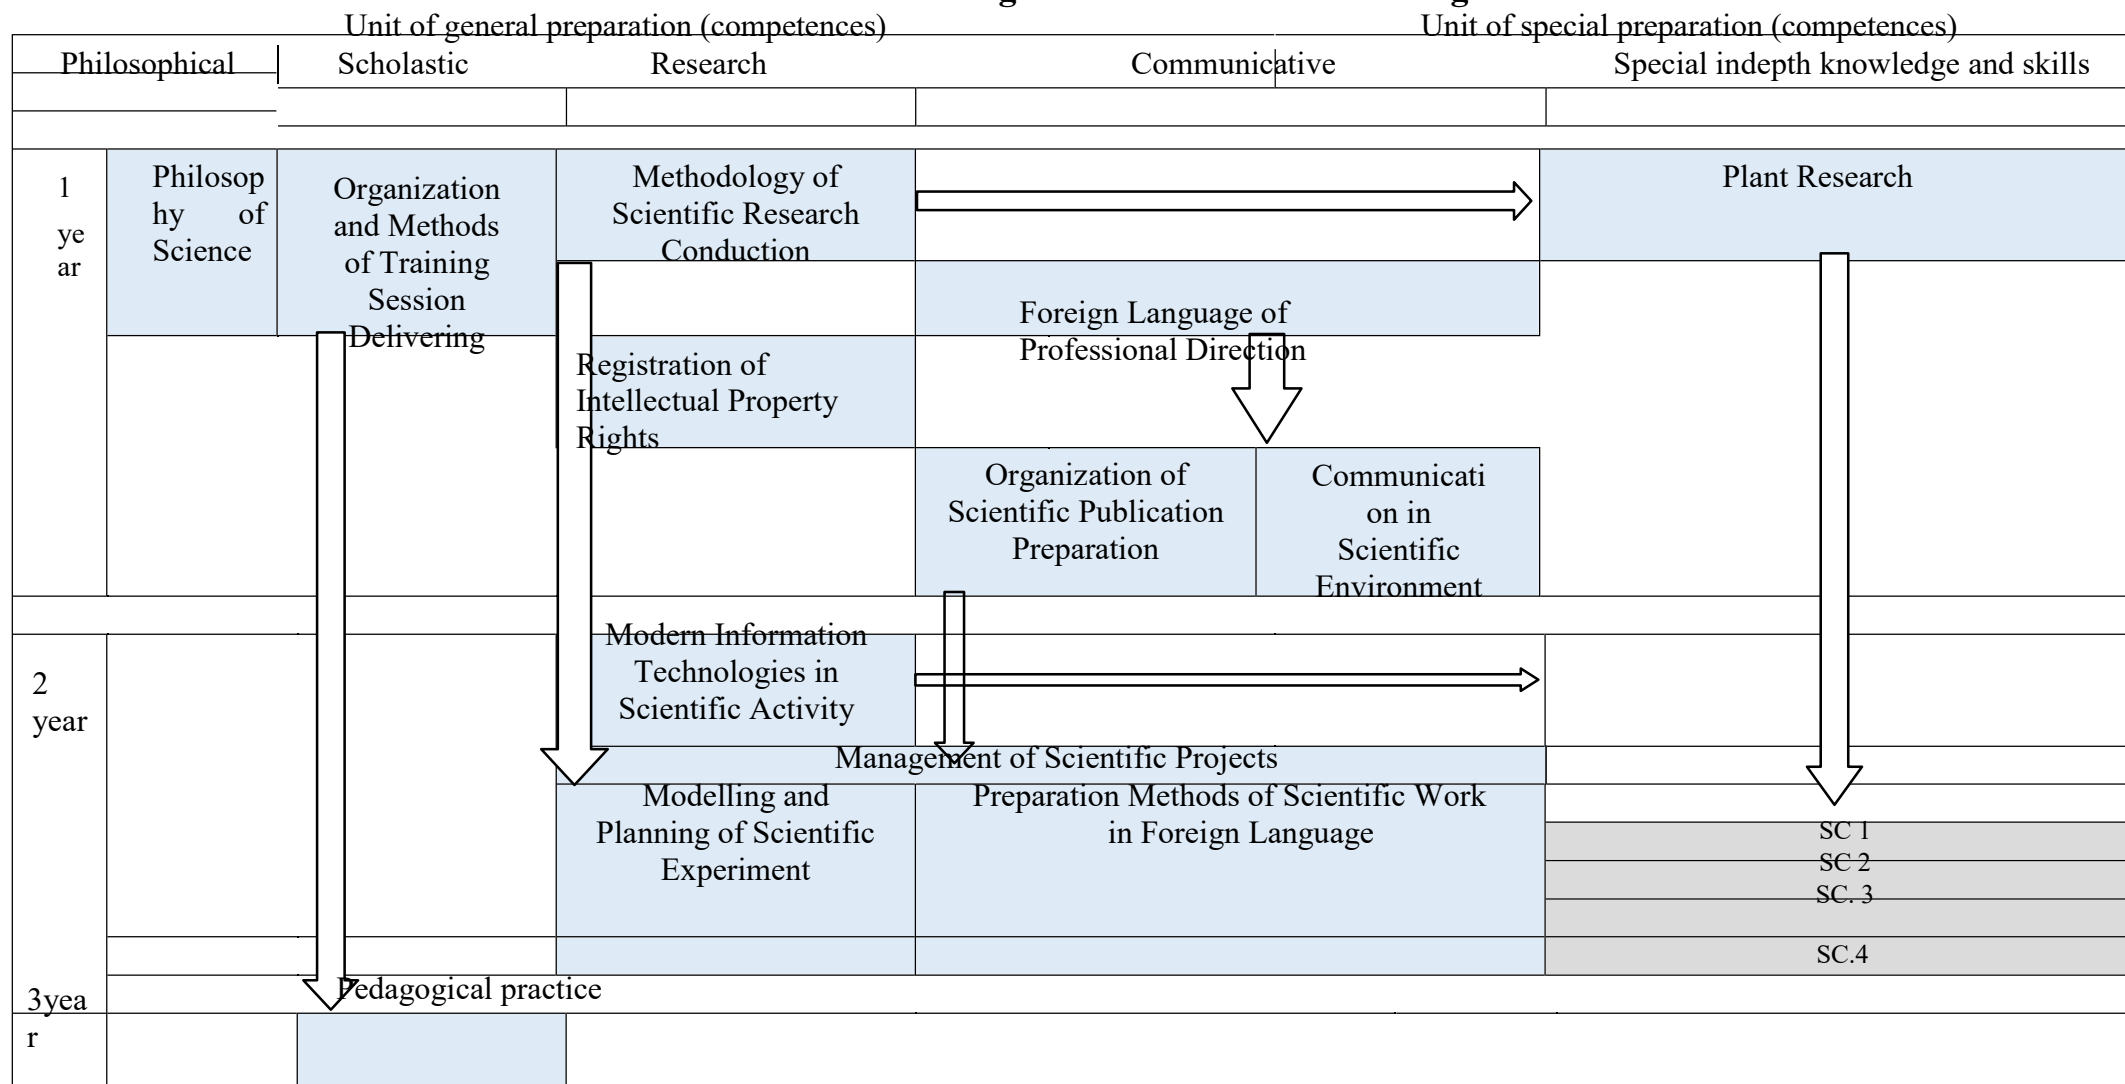 Unit of general preparation (competences)
Unit of special preparation (competences)
Philosophical
Scholastic
Research
Communicative
Special indepth knowledge and skills
1
ye
ar
Philosop
hy of
Science
Organization
and Methods
of Training
Session
Delivering
Methodology of
Scientific Research
Conduction
Plant Research
Foreign Language of
Professional Direction
Registration of
Intellectual Property
Rights
Organization of
Scientific Publication
Preparation
Communicati
on in
Scientific
Environment
2
year
Modern Information
Technologies in
Scientific Activity
Management of Scientific Projects
Modelling and
Planning of Scientific
Experiment
Preparation Methods of Scientific Work
in Foreign Language
SC 1
SC 2
SC. 3
SC.4
3yea
r
Pedagogical practice